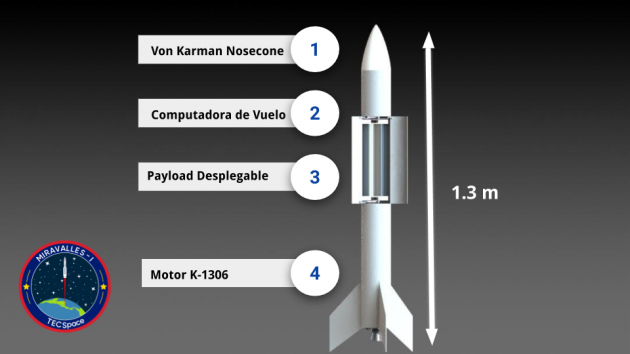 Von Karman Nosecone 1
Computadora de Vuelo 2
Payload Desplegable 3
1.3 m
Motor K-1306 4
MIRAVALLES - I
TECSpace